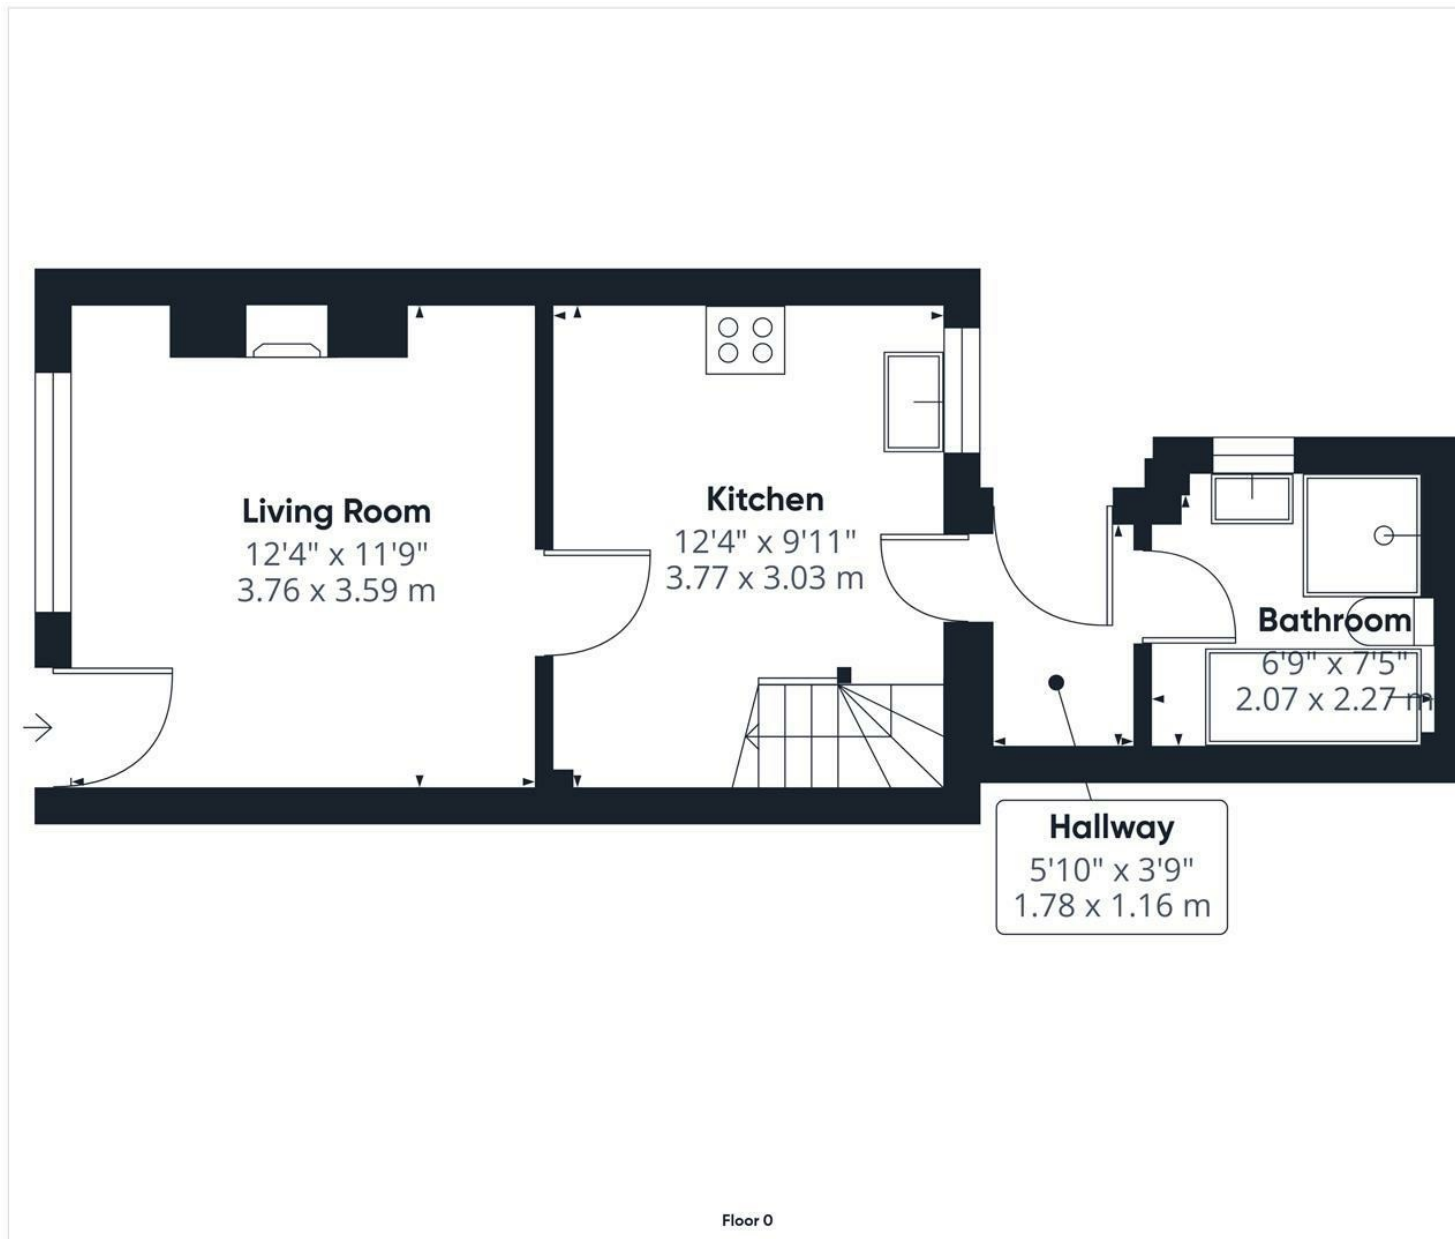 Living Room
12'4" x 11'9"
3.76 x 3.59 m
Kitchen
12'4" x 9'11"
3.77 x 3.03 m
Bathroom
6'9" x 7'5"
2.07 x 2.27 m
Hallway
5'10" x 3'9"
1.78 x 1.16 m
Floor 0